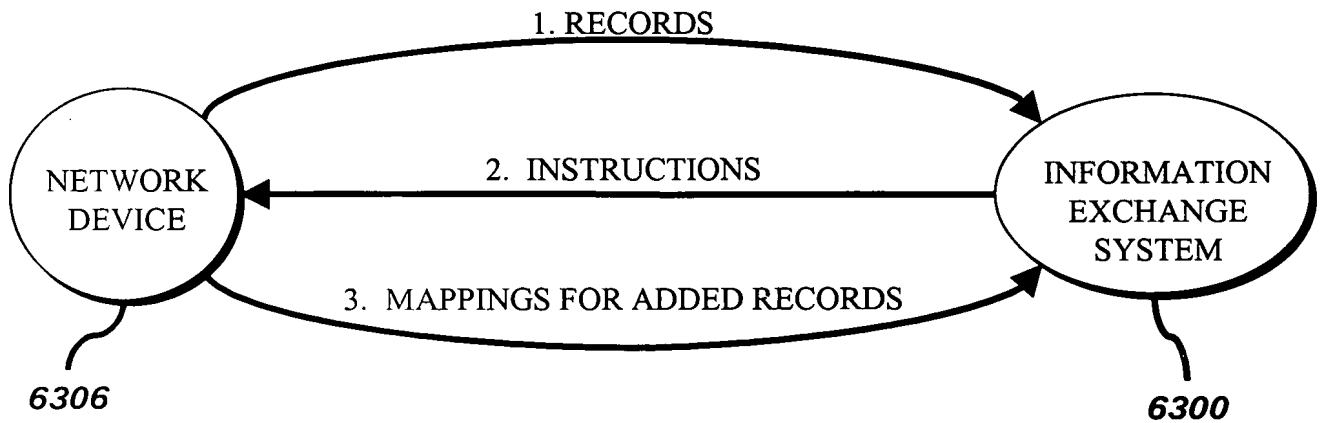 1. RECORDS
NETWORK
DEVICE
2. INSTRUCTIONS
INFORMATION
EXCHANGE
SYSTEM
3. MAPPINGS FOR ADDED RECORDS
6306
6300